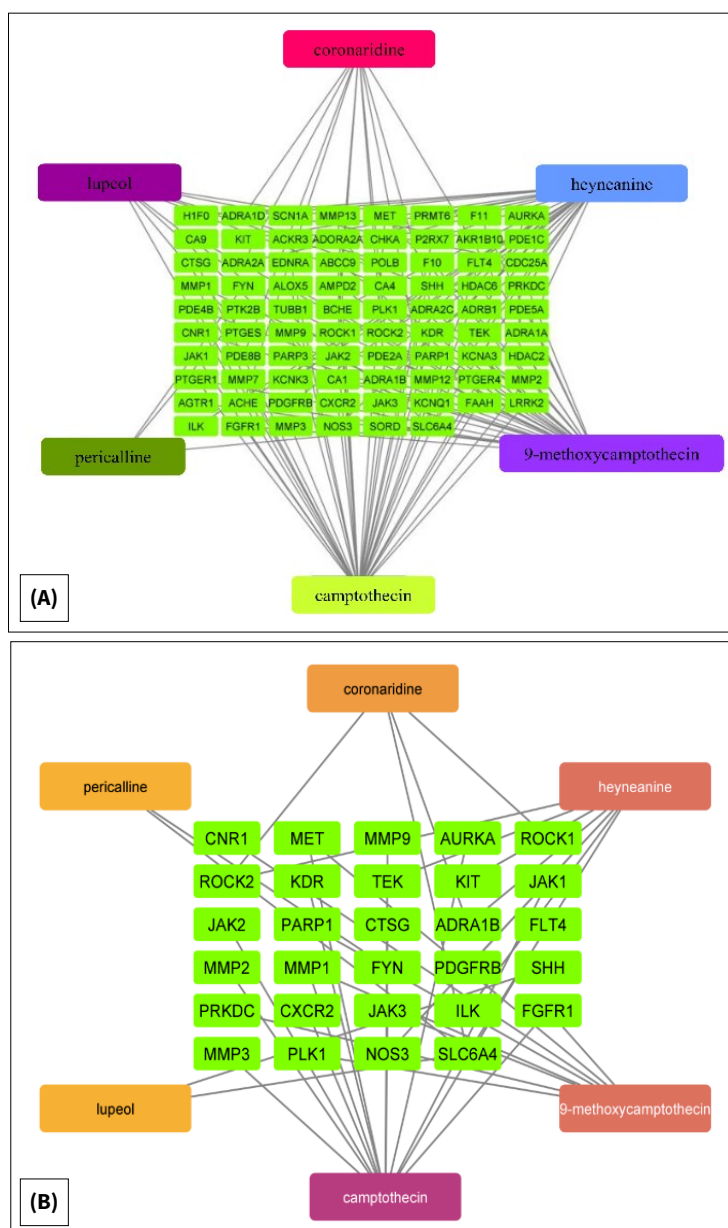 coronaridine
lupeol
heyneanine
H1F0 ADRA1D SCN1A MMP13 MET PRMT6 F11 AURKA
CA9 KIT ACKR3 ADORA2A CHKA P2RX7 AKR1B10 PDE1C
CTSG ADRA2A EDNRA ABCC9 POLB F10 FLT4 CDC25A
MMP1 FYN ALOX5 AMPD2 CA4 SHH HDAC6 PRKDC
PDE4B PTK2B TUBB1 BCHE PLK1 ADRA2C ADRB1 PDE5A
CNR1 PTGES MMP9 ROCK1 ROCK2 KDR TEK ADRA1A
JAK1 PDE8B PARP3 JAK2 PDE2A PARP1 KCNA3 HDAC2
PTGER1 MMP7 KCNK3 CA1 ADRA1B MMP12 PTGER4 MMP2
AGTR1 ACHE PDGFRB CXCR2 JAK3 KCNQ1 FAAH LRRK2
ILK FGFR1 MMP3 NOS3 SORD SLC6A4
pericalline
9-methoxycamptothecin
camptothecin
(A)
coronaridine
pericalline
heyneanine
CNR1 MET MMP9 AURKA ROCK1
ROCK2 KDR TEK KIT JAK1
JAK2 PARP1 CTSG ADRA1B FLT4
MMP2 MMP1 FYN PDGFRB SHH
PRKDC CXCR2 JAK3 ILK FGFR1
MMP3 PLK1 NOS3 SLC6A4
lupeol
9-methoxycamptothecin
camptothecin
(B)